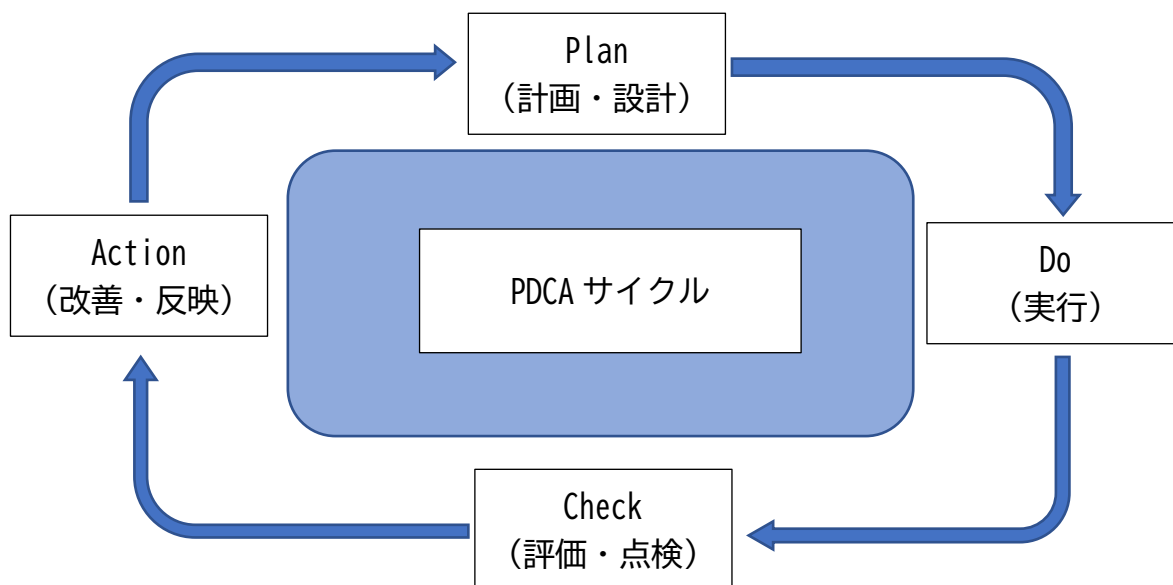 Plan
（計画・設計）
Action
（改善・反映）
PDCA サイクル
Do
（実行）
Check
（評価・点検）